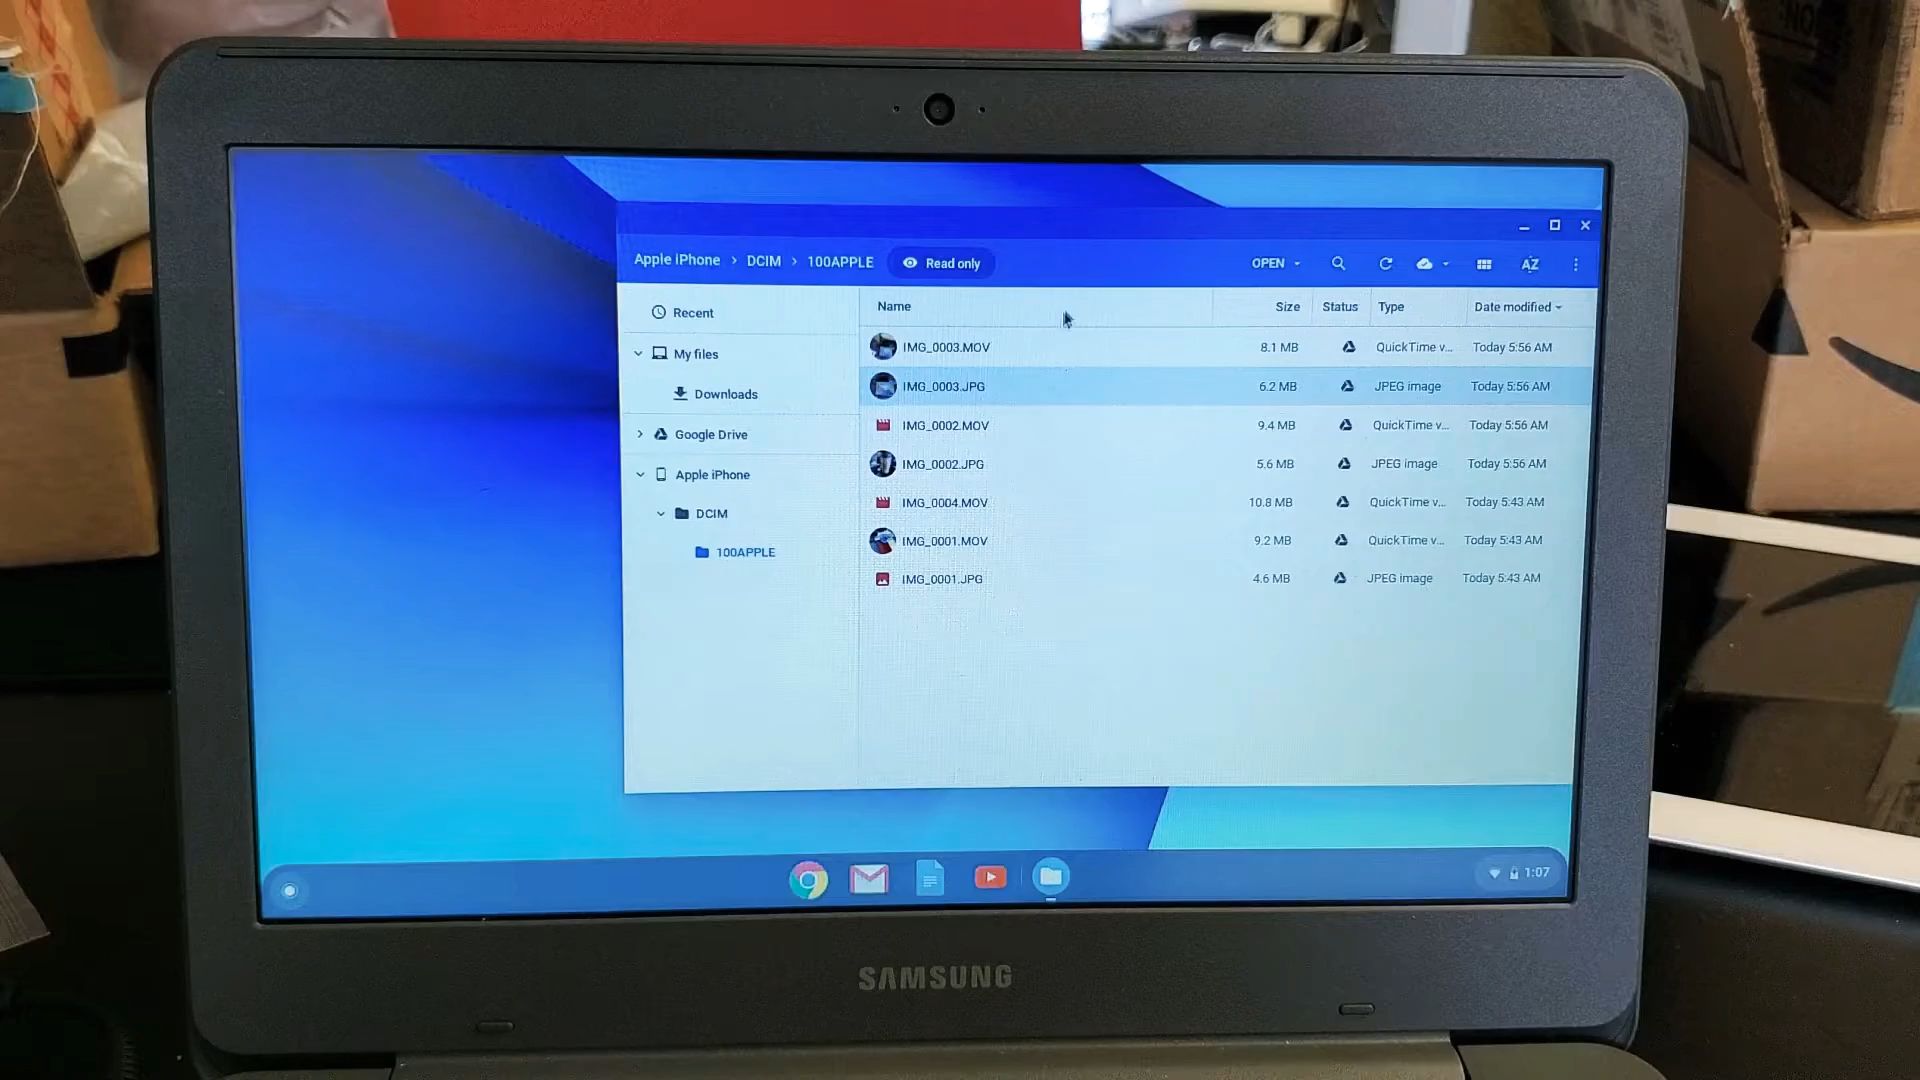 Apple iPhone > DCIM > 100APPLE Read only OPEN AZ
Recent
My files
Downloads
Google Drive
Apple iPhone
DCIM
100APPLE
Name Size Status Type Date modified
IMG_0003.MOV 8.1 MB QuickTime v... Today 5:56 AM
IMG_0003.JPG 6.2 MB JPEG image Today 5:56 AM
IMG_0002.MOV 9.4 MB QuickTime v... Today 5:56 AM
IMG_0002.JPG 5.6 MB JPEG image Today 5:56 AM
IMG_0004.MOV 10.8 MB QuickTime v... Today 5:43 AM
IMG_0001.MOV 9.2 MB QuickTime v... Today 5:43 AM
IMG_0001.JPG 4.6 MB JPEG image Today 5:43 AM
1:07
SAMSUNG